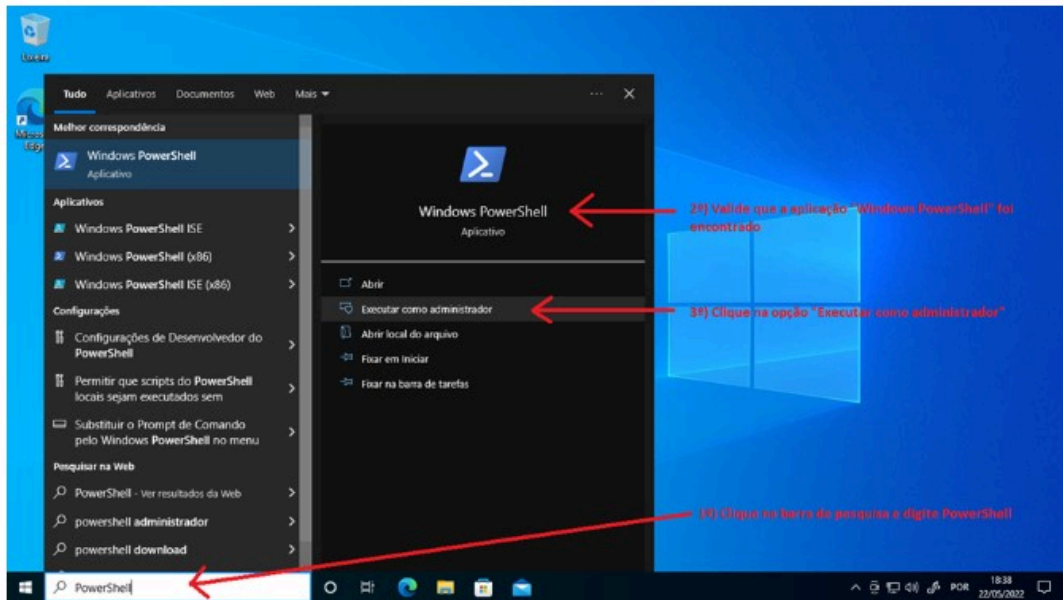 Lixeira
Microsoft
Edge
Tudo Aplicativos Documentos Web Mais
Melhor correspondência
Windows PowerShell
Aplicativo
Aplicativos
Windows PowerShell ISE
Windows PowerShell (x86)
Windows PowerShell ISE (x86)
Configurações
Configurações de Desenvolvedor do
PowerShell
Permitir que scripts do PowerShell
locais sejam executados sem
Substituir o Prompt de Comando
pelo Windows PowerShell no menu
Pesquisar na Web
PowerShell - Ver resultados da Web
powershell administrador
powershell download
PowerShell
Windows PowerShell
Aplicativo
Abrir
Executar como administrador
Abrir local do arquivo
Fixar em Iniciar
Fixar na barra de tarefas
2º) Valide que a aplicação "Windows PowerShell" foi
encontrado
3º) Clique na opção "Executar como administrador"
1º) Clique na barra de pesquisa e digite PowerShell
POR
18:38
22/05/2022